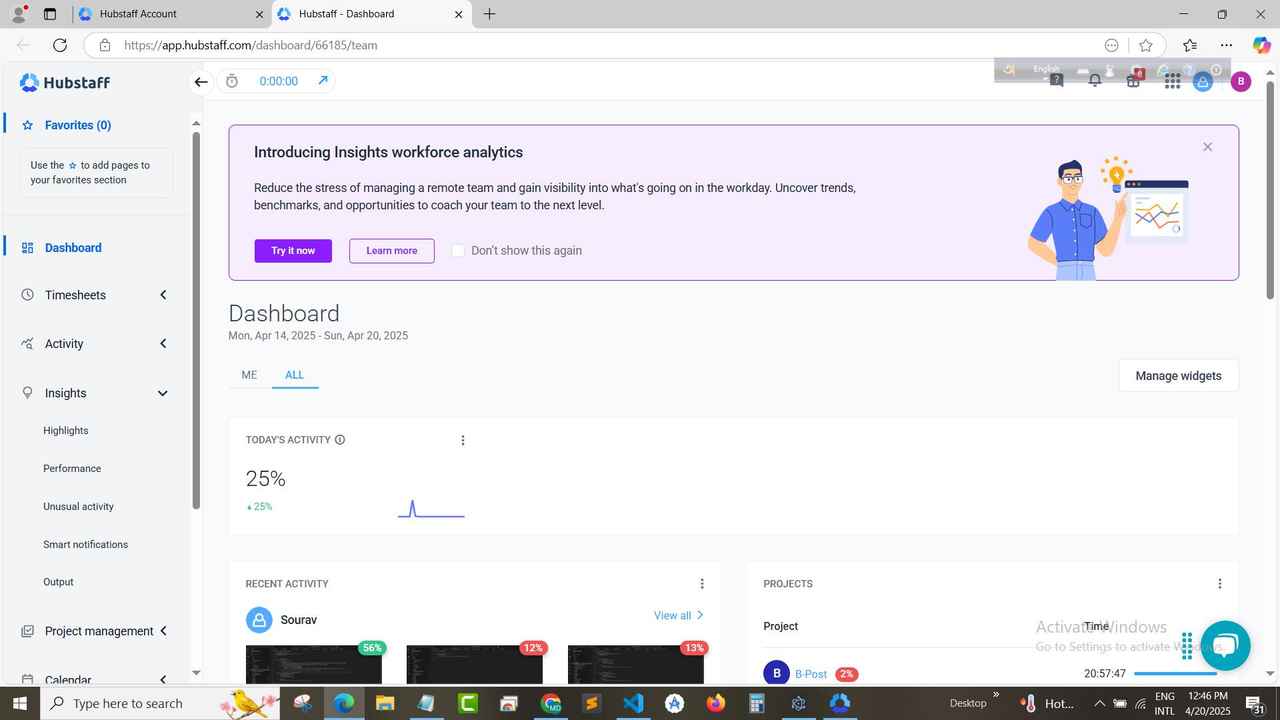 Hubstaff Account
Insights - Dashboard
https://app.hubstaff.com/dashboard/66185/team
English
Hubstaff
0:00:00
B
Favorites (0)
Use the ☆ to add pages to
your favorites section
Dashboard
Timesheets
Activity
Insights
Highlights
Performance
Unusual activity
Smart notifications
Output
Project management
Calendar
Introducing Insights workforce analytics
Reduce the stress of managing a remote team and gain visibility into what's going on in the workday. Uncover trends,
benchmarks, and opportunities to coach your team to the next level.
Try it now
Learn more
Don't show this again
Dashboard
Mon, Apr 14, 2025 - Sun, Apr 20, 2025
ME
ALL
Manage widgets
TODAY'S ACTIVITY
25%
25%
RECENT ACTIVITY
Sourav
View all
56%
12%
13%
PROJECTS
Project
Time
B
B-Post
2%
20:57:47
Activate Windows
Go to Settings to activate Windows.
Type here to search
Desktop
Hot...
ENG
INTL
12:46 PM
4/20/2025
31